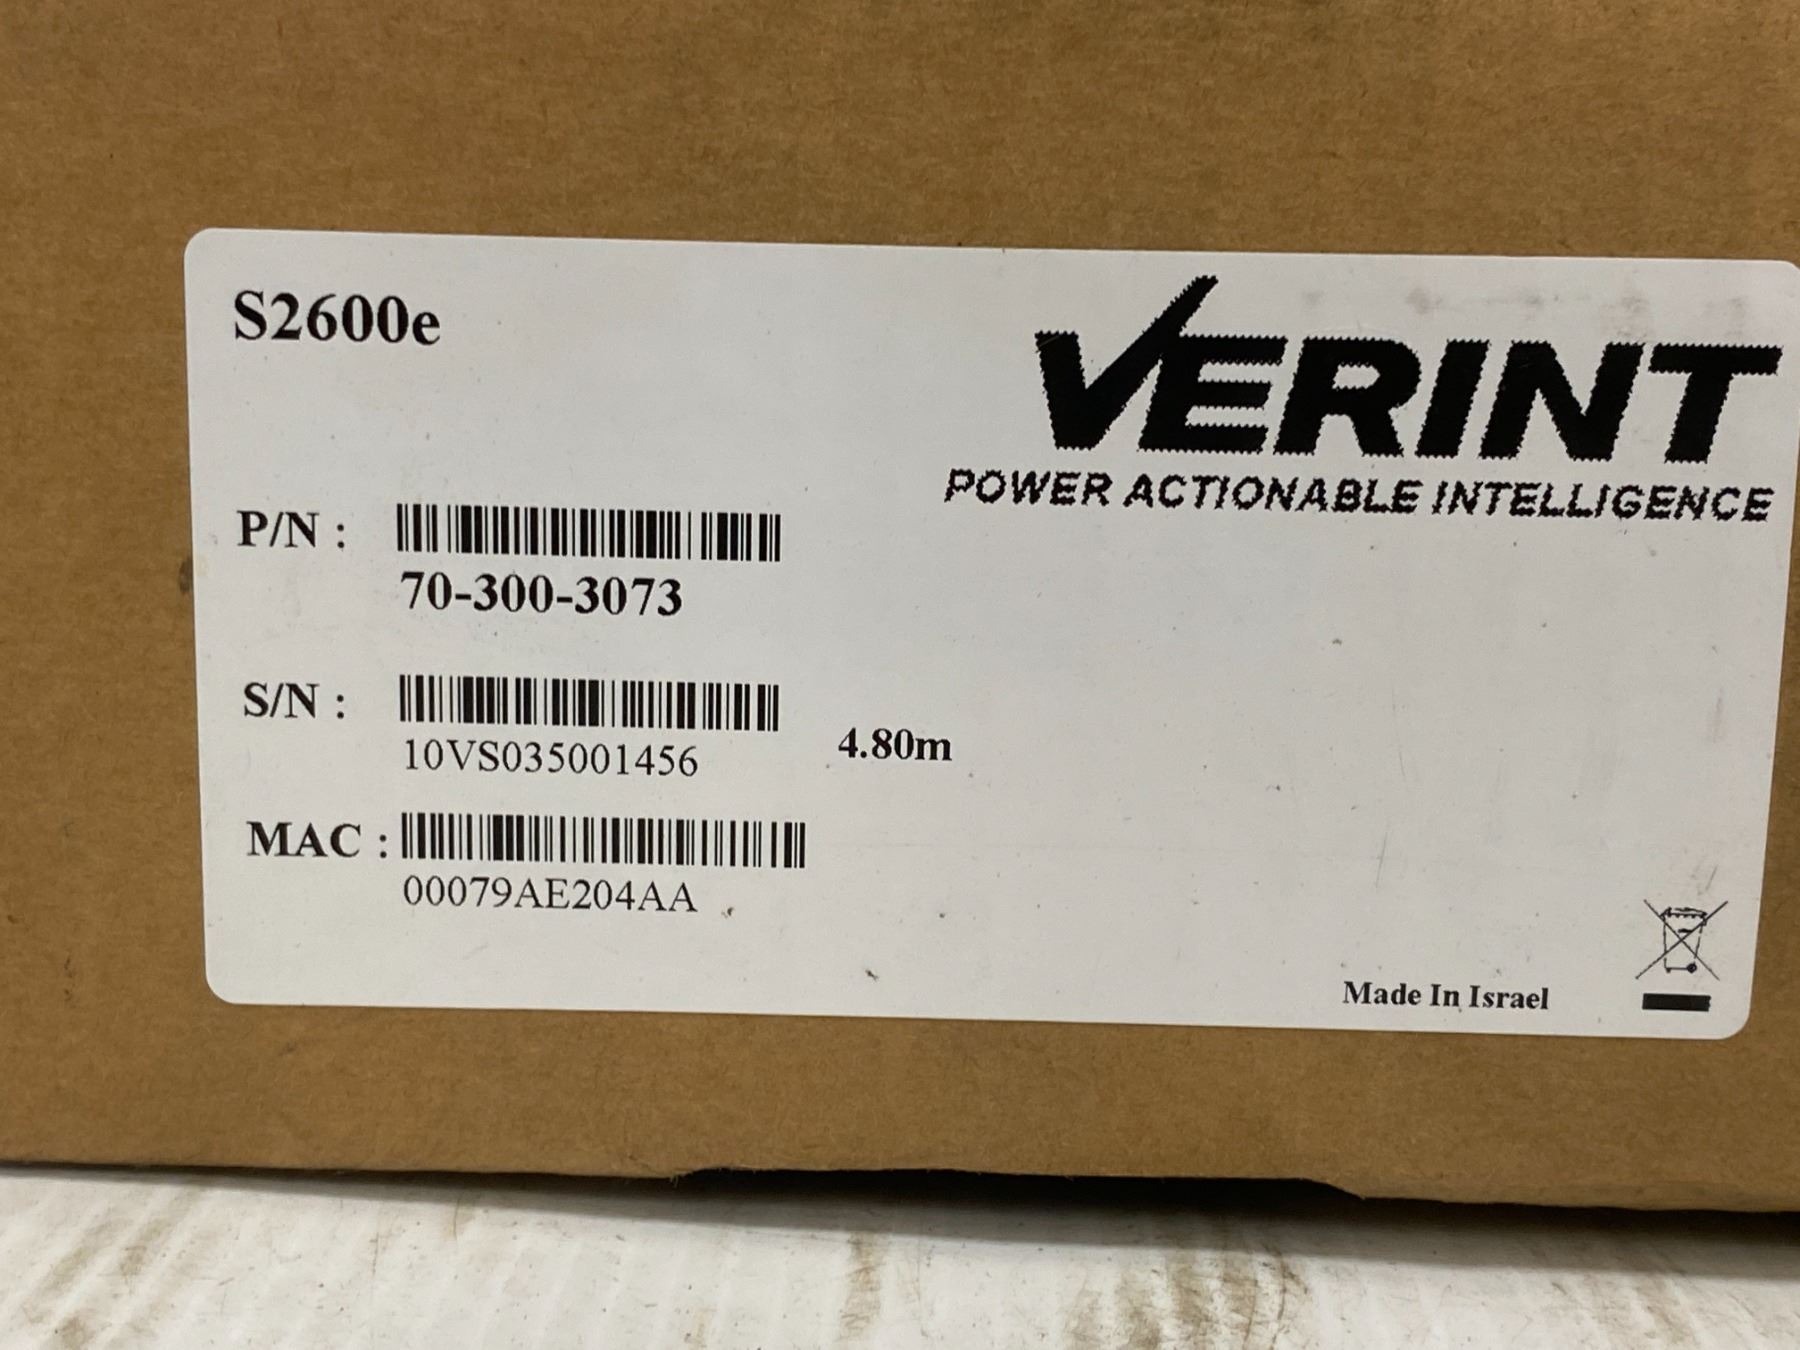 S2600e
VERINT
POWER ACTIONABLE INTELLIGENCE
P/N :
70-300-3073
S/N :
10VS035001456
4.80m
MAC :
00079AE204AA
Made In Israel